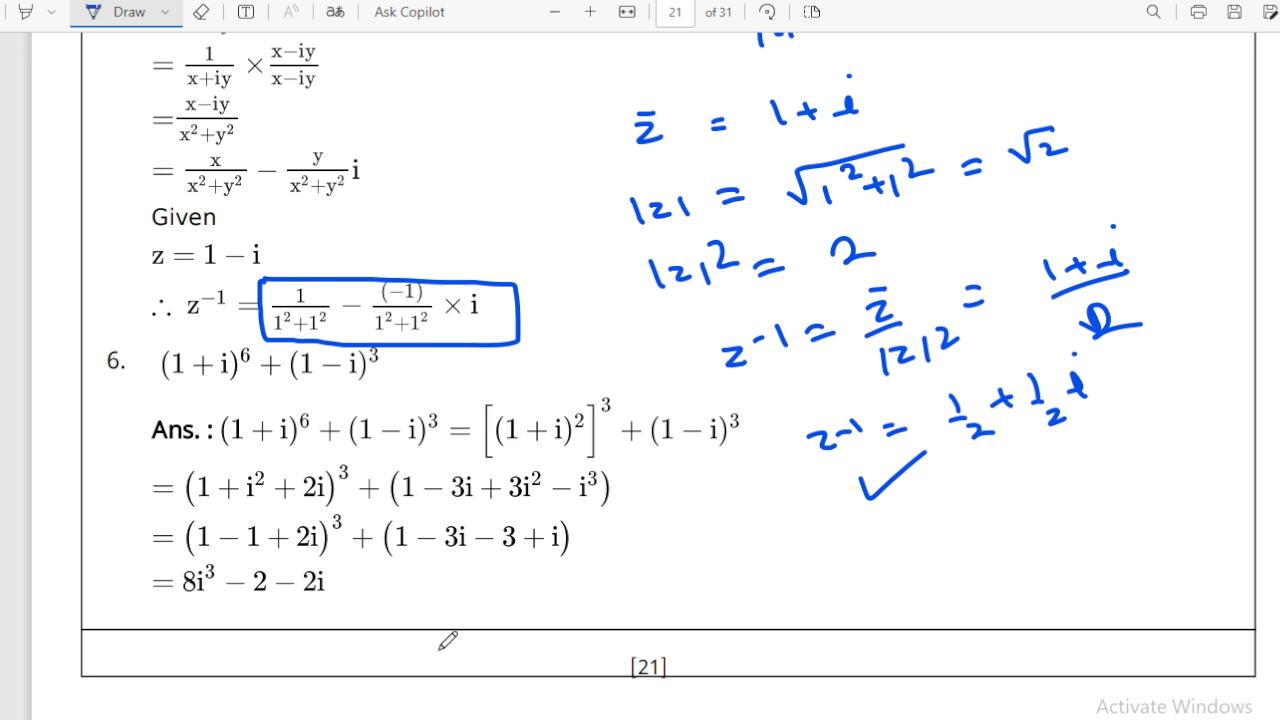 Draw Ask Copilot 21 of 31
= 1/(x+iy) × (x−iy)/(x−iy)
= (x−iy)/(x²+y²)
= x/(x²+y²) − y/(x²+y²) i
Given
z = 1 − i
∴ z⁻¹ = 1/(1²+1²) − (−1)/(1²+1²) × i
6. (1 + i)⁶ + (1 − i)³
Ans. : (1 + i)⁶ + (1 − i)³ = [(1 + i)²]³ + (1 − i)³
= (1 + i² + 2i)³ + (1 − 3i + 3i² − i³)
= (1 − 1 + 2i)³ + (1 − 3i − 3 + i)
= 8i³ − 2 − 2i
z̄ = 1 + i
|z| = √(1² + 1²) = √2
|z|² = 2
z⁻¹ = z̄/|z|² = (1 + i)/2
z⁻¹ = 1/2 + 1/2 i
[21]
Activate Windows